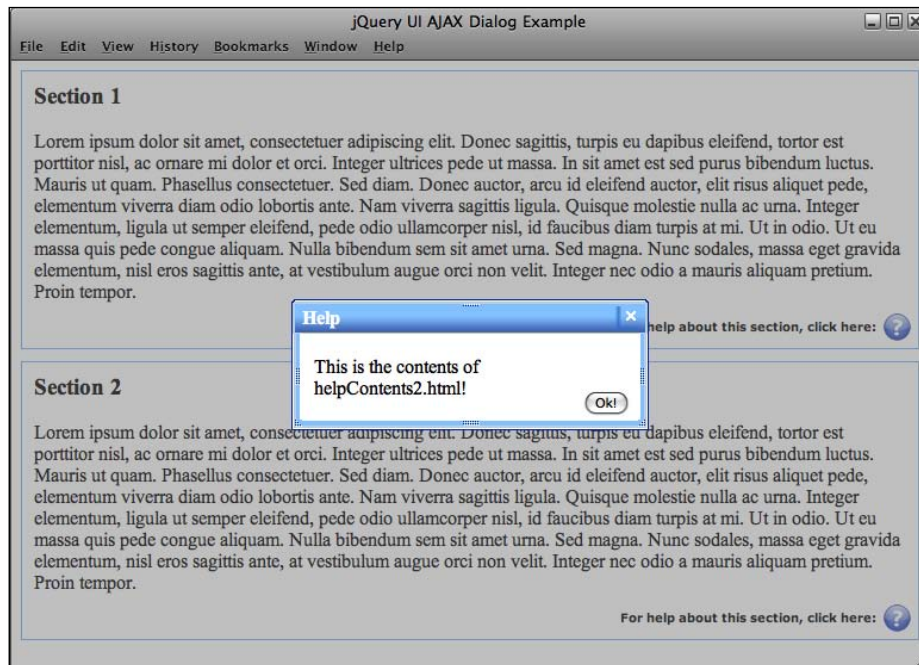 jQuery UI AJAX Dialog Example
File Edit View History Bookmarks Window Help
Section 1
Lorem ipsum dolor sit amet, consectetuer adipiscing elit. Donec sagittis, turpis eu dapibus eleifend, tortor est
porttitor nisl, ac ornare mi dolor et orci. Integer ultrices pede ut massa. In sit amet est sed purus bibendum luctus.
Mauris ut quam. Phasellus consectetuer. Sed diam. Donec auctor, arcu id eleifend auctor, elit risus aliquet pede,
elementum viverra diam odio lobortis ante. Nam viverra sagittis ligula. Quisque molestie nulla ac urna. Integer
elementum, ligula ut semper eleifend, pede odio ullamcorper nisl, id faucibus diam turpis at mi. Ut in odio. Ut eu
massa quis pede congue aliquam. Nulla bibendum sem sit amet urna. Sed magna. Nunc sodales, massa eget gravida
elementum, nisl eros sagittis ante, at vestibulum augue orci non velit. Integer nec odio a mauris aliquam pretium.
Proin tempor.
help about this section, click here: ?
Help ×
This is the contents of
helpContents2.html!
Ok!
Section 2
Lorem ipsum dolor sit amet, consectetuer adipiscing elit. Donec sagittis, turpis eu dapibus eleifend, tortor est
porttitor nisl, ac ornare mi dolor et orci. Integer ultrices pede ut massa. In sit amet est sed purus bibendum luctus.
Mauris ut quam. Phasellus consectetuer. Sed diam. Donec auctor, arcu id eleifend auctor, elit risus aliquet pede,
elementum viverra diam odio lobortis ante. Nam viverra sagittis ligula. Quisque molestie nulla ac urna. Integer
elementum, ligula ut semper eleifend, pede odio ullamcorper nisl, id faucibus diam turpis at mi. Ut in odio. Ut eu
massa quis pede congue aliquam. Nulla bibendum sem sit amet urna. Sed magna. Nunc sodales, massa eget gravida
elementum, nisl eros sagittis ante, at vestibulum augue orci non velit. Integer nec odio a mauris aliquam pretium.
Proin tempor.
For help about this section, click here: ?